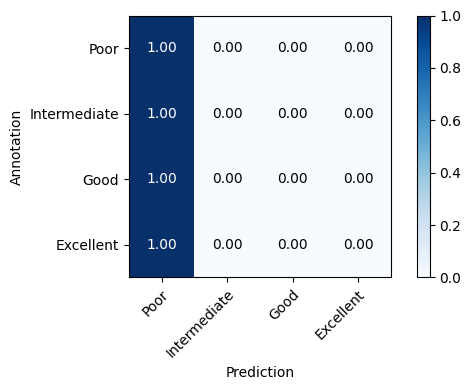 Annotation
Poor 1.00 0.00 0.00 0.00
Intermediate 1.00 0.00 0.00 0.00
Good 1.00 0.00 0.00 0.00
Excellent 1.00 0.00 0.00 0.00
Poor Intermediate Good Excellent
Prediction
1.0
0.8
0.6
0.4
0.2
0.0